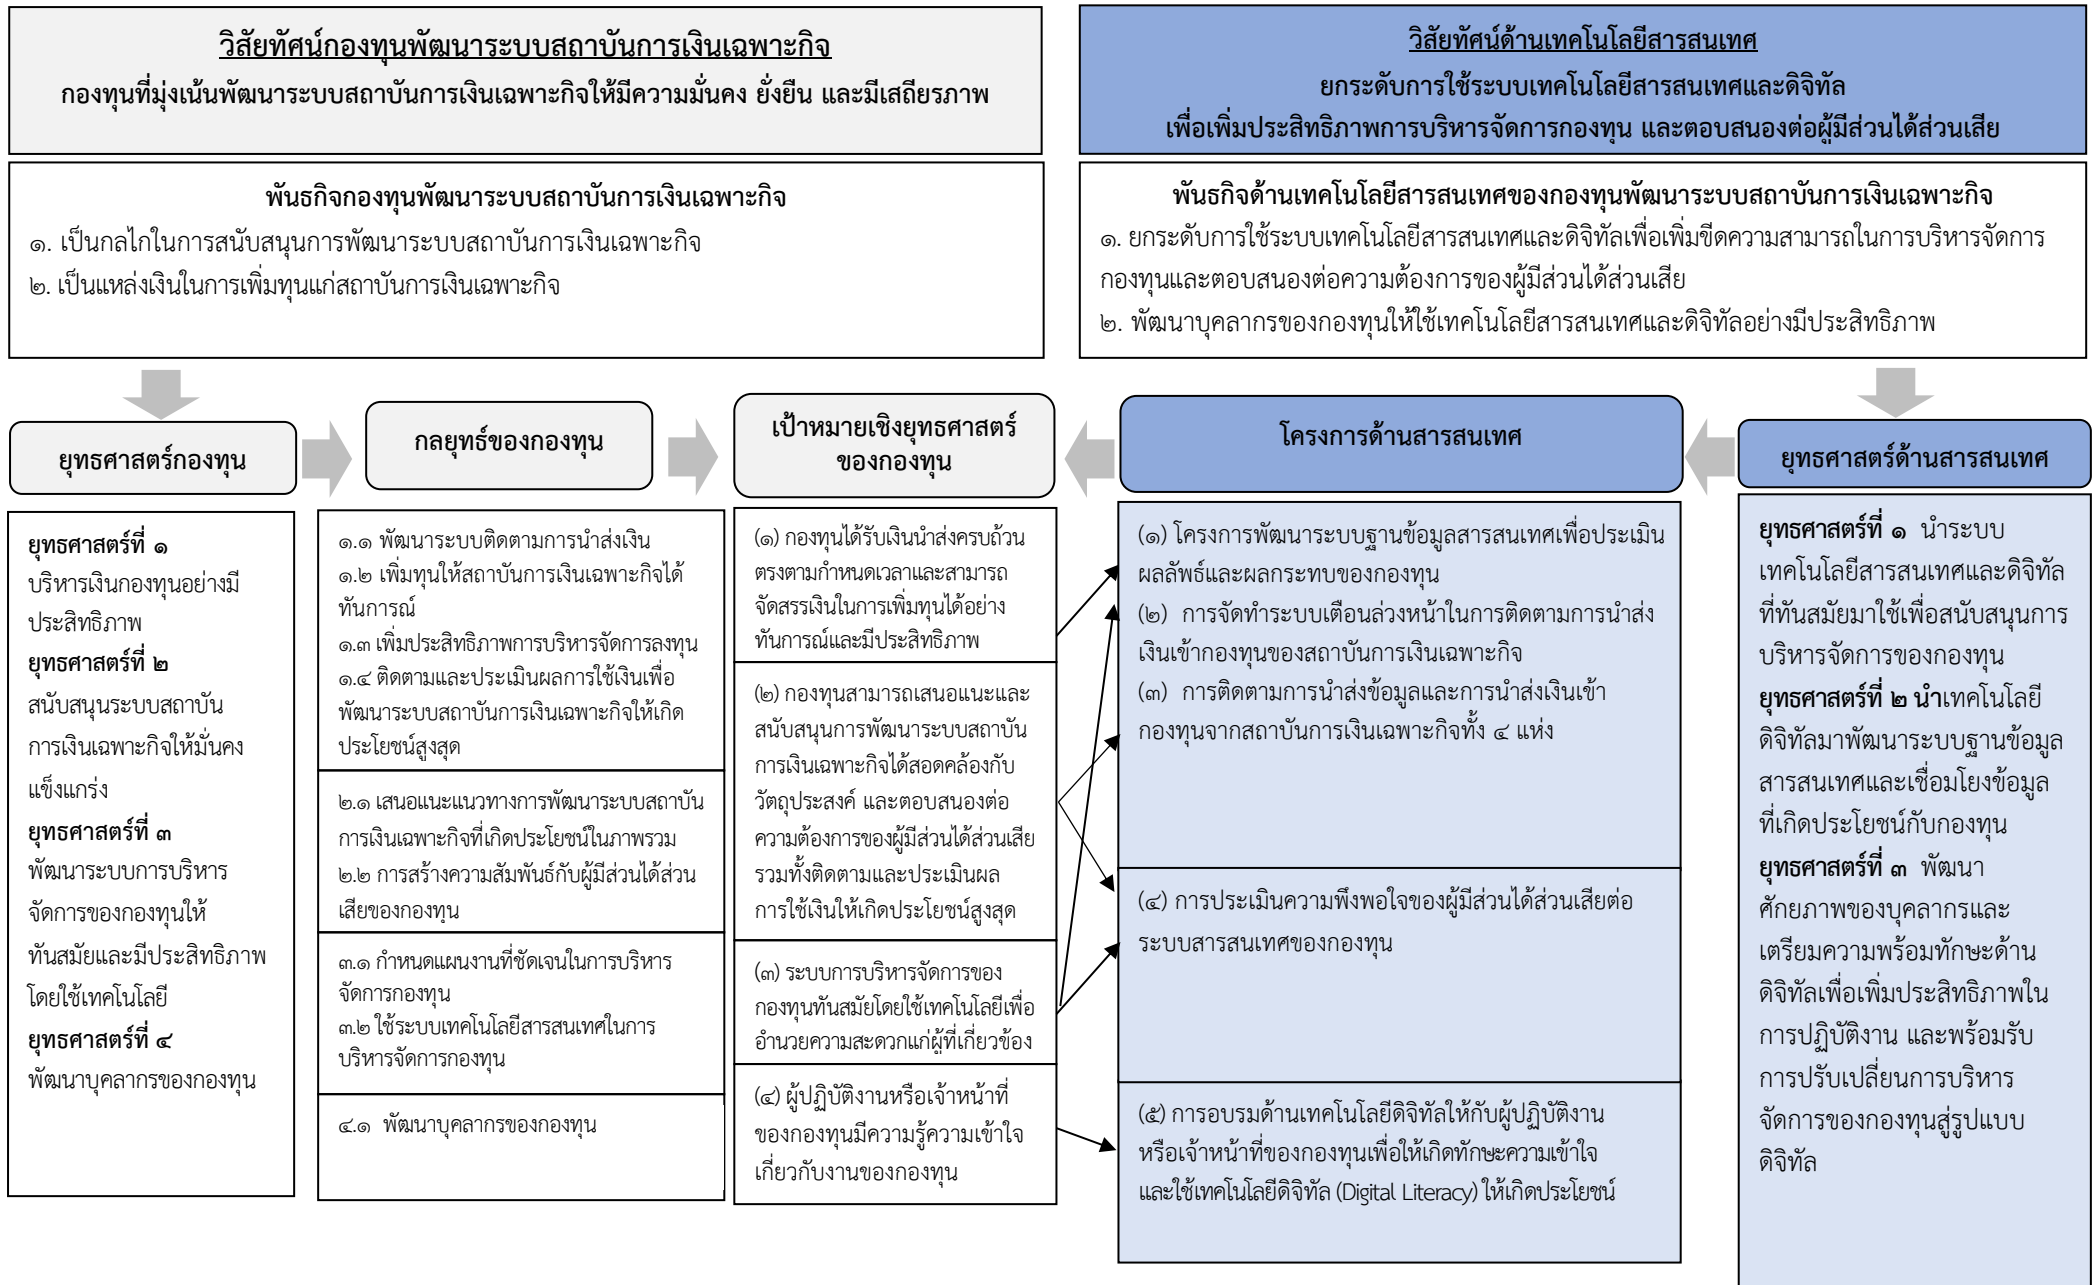 วิสัยทัศน์กองทุนพัฒนาระบบสถาบันการเงินเฉพาะกิจ
กองทุนที่มุ่งเน้นพัฒนาระบบสถาบันการเงินเฉพาะกิจให้มีความมั่นคง ยั่งยืน และมีเสถียรภาพ
วิสัยทัศน์ด้านเทคโนโลยีสารสนเทศ
ยกระดับการใช้ระบบเทคโนโลยีสารสนเทศและดิจิทัล
เพื่อเพิ่มประสิทธิภาพการบริหารจัดการกองทุน และตอบสนองต่อผู้มีส่วนได้ส่วนเสีย
พันธกิจกองทุนพัฒนาระบบสถาบันการเงินเฉพาะกิจ
๑. เป็นกลไกในการสนับสนุนการพัฒนาระบบสถาบันการเงินเฉพาะกิจ
๒. เป็นแหล่งเงินในการเพิ่มทุนแก่สถาบันการเงินเฉพาะกิจ
พันธกิจด้านเทคโนโลยีสารสนเทศของกองทุนพัฒนาระบบสถาบันการเงินเฉพาะกิจ
๑. ยกระดับการใช้ระบบเทคโนโลยีสารสนเทศและดิจิทัลเพื่อเพิ่มขีดความสามารถในการบริหารจัดการ
กองทุนและตอบสนองต่อความต้องการของผู้มีส่วนได้ส่วนเสีย
๒. พัฒนาบุคลากรของกองทุนให้ใช้เทคโนโลยีสารสนเทศและดิจิทัลอย่างมีประสิทธิภาพ
ยุทธศาสตร์กองทุน
กลยุทธ์ของกองทุน
เป้าหมายเชิงยุทธศาสตร์
ของกองทุน
โครงการด้านสารสนเทศ
ยุทธศาสตร์ด้านสารสนเทศ
ยุทธศาสตร์ที่ ๑
บริหารเงินกองทุนอย่างมี
ประสิทธิภาพ
ยุทธศาสตร์ที่ ๒
สนับสนุนระบบสถาบัน
การเงินเฉพาะกิจให้มั่นคง
แข็งแกร่ง
ยุทธศาสตร์ที่ ๓
พัฒนาระบบการบริหาร
จัดการของกองทุนให้
ทันสมัยและมีประสิทธิภาพ
โดยใช้เทคโนโลยี
ยุทธศาสตร์ที่ ๔
พัฒนาบุคลากรของกองทุน
๑.๑ พัฒนาระบบติดตามการนำส่งเงิน
๑.๒ เพิ่มทุนให้สถาบันการเงินเฉพาะกิจได้
ทันการณ์
๑.๓ เพิ่มประสิทธิภาพการบริหารจัดการลงทุน
๑.๔ ติดตามและประเมินผลการใช้เงินเพื่อ
พัฒนาระบบสถาบันการเงินเฉพาะกิจให้เกิด
ประโยชน์สูงสุด
๒.๑ เสนอแนะแนวทางการพัฒนาระบบสถาบัน
การเงินเฉพาะกิจที่เกิดประโยชน์ในภาพรวม
๒.๒ การสร้างความสัมพันธ์กับผู้มีส่วนได้ส่วน
เสียของกองทุน
๓.๑ กำหนดแผนงานที่ชัดเจนในการบริหาร
จัดการกองทุน
๓.๒ ใช้ระบบเทคโนโลยีสารสนเทศในการ
บริหารจัดการกองทุน
๔.๑ พัฒนาบุคลากรของกองทุน
(๑) กองทุนได้รับเงินนำส่งครบถ้วน
ตรงตามกำหนดเวลาและสามารถ
จัดสรรเงินในการเพิ่มทุนได้อย่าง
ทันการณ์และมีประสิทธิภาพ
(๒) กองทุนสามารถเสนอแนะและ
สนับสนุนการพัฒนาระบบสถาบัน
การเงินเฉพาะกิจได้สอดคล้องกับ
วัตถุประสงค์ และตอบสนองต่อ
ความต้องการของผู้มีส่วนได้ส่วนเสีย
รวมทั้งติดตามและประเมินผล
การใช้เงินให้เกิดประโยชน์สูงสุด
(๓) ระบบการบริหารจัดการของ
กองทุนทันสมัยโดยใช้เทคโนโลยีเพื่อ
อำนวยความสะดวกแก่ผู้ที่เกี่ยวข้อง
(๔) ผู้ปฏิบัติงานหรือเจ้าหน้าที่
ของกองทุนมีความรู้ความเข้าใจ
เกี่ยวกับงานของกองทุน
(๑) โครงการพัฒนาระบบฐานข้อมูลสารสนเทศเพื่อประเมิน
ผลลัพธ์และผลกระทบของกองทุน
(๒) การจัดทำระบบเตือนล่วงหน้าในการติดตามการนำส่ง
เงินเข้ากองทุนของสถาบันการเงินเฉพาะกิจ
(๓) การติดตามการนำส่งข้อมูลและการนำส่งเงินเข้า
กองทุนจากสถาบันการเงินเฉพาะกิจทั้ง ๔ แห่ง
(๔) การประเมินความพึงพอใจของผู้มีส่วนได้ส่วนเสียต่อ
ระบบสารสนเทศของกองทุน
(๕) การอบรมด้านเทคโนโลยีดิจิทัลให้กับผู้ปฏิบัติงาน
หรือเจ้าหน้าที่ของกองทุนเพื่อให้เกิดทักษะความเข้าใจ
และใช้เทคโนโลยีดิจิทัล (Digital Literacy) ให้เกิดประโยชน์
ยุทธศาสตร์ที่ ๑ นำระบบ
เทคโนโลยีสารสนเทศและดิจิทัล
ที่ทันสมัยมาใช้เพื่อสนับสนุนการ
บริหารจัดการของกองทุน
ยุทธศาสตร์ที่ ๒ นำเทคโนโลยี
ดิจิทัลมาพัฒนาระบบฐานข้อมูล
สารสนเทศและเชื่อมโยงข้อมูล
ที่เกิดประโยชน์กับกองทุน
ยุทธศาสตร์ที่ ๓ พัฒนา
ศักยภาพของบุคลากรและ
เตรียมความพร้อมทักษะด้าน
ดิจิทัลเพื่อเพิ่มประสิทธิภาพใน
การปฏิบัติงาน และพร้อมรับ
การปรับเปลี่ยนการบริหาร
จัดการของกองทุนสู่รูปแบบ
ดิจิทัล